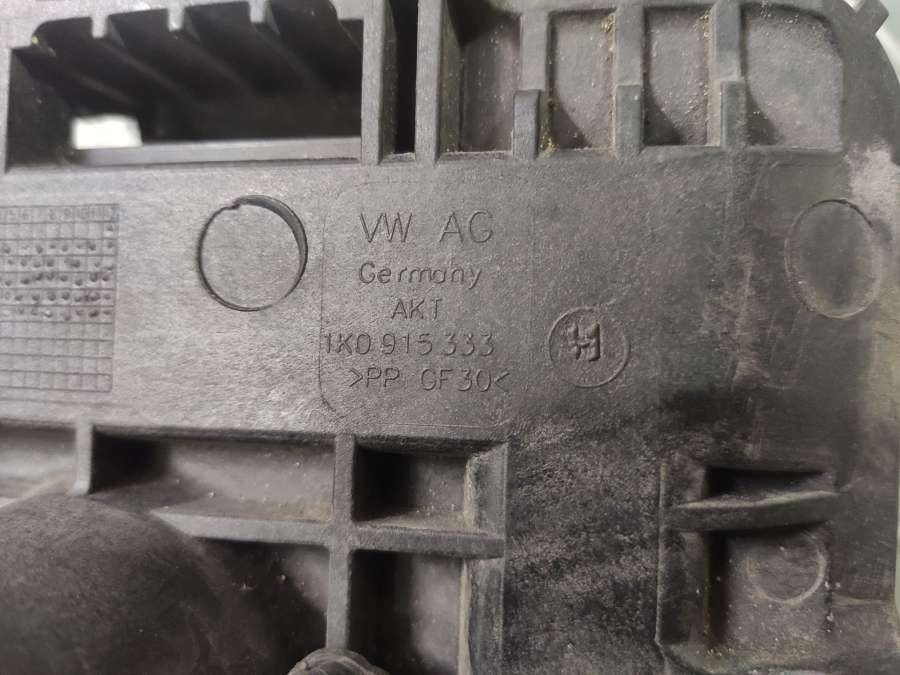 VW AG
Germany
AKT
1K0 915 333
>PP GF30<